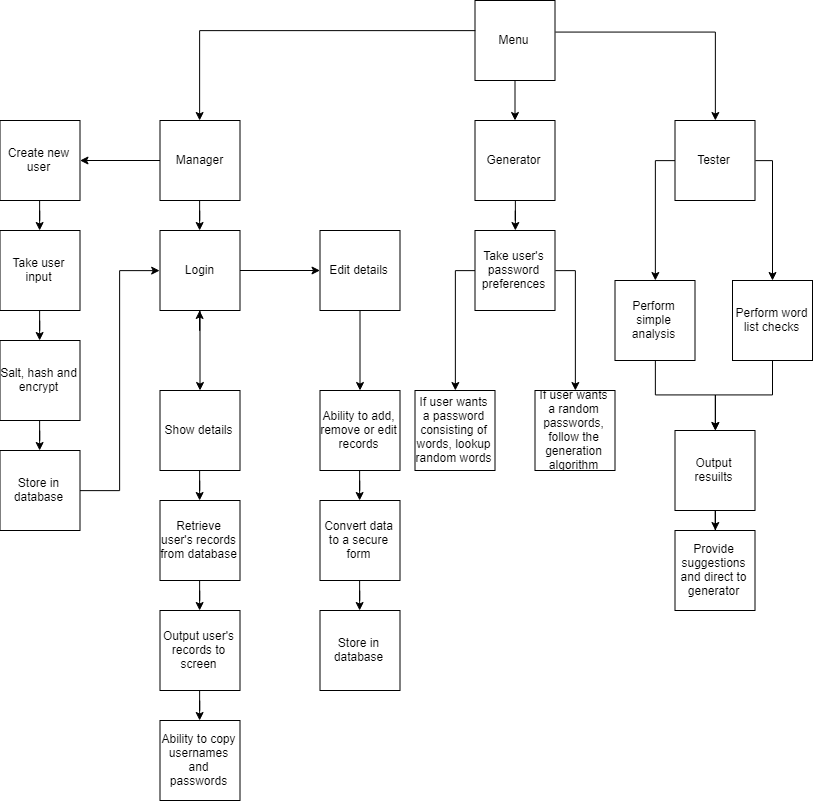 Menu
Create new
user
Manager
Generator
Tester
Take user
input
Login
Edit details
Take user's
password
preferences
Perform
simple
analysis
Perform word
list checks
Salt, hash and
encrypt
Show details
Ability to add,
remove or edit
records
If user wants
a password
consisting of
words, lookup
random words
If user wants
a random
passwords,
follow the
generation
algorithm
Store in
database
Output
resuilts
Retrieve
user's records
from database
Convert data
to a secure
form
Provide
suggestions
and direct to
generator
Output user's
records to
screen
Store in
database
Ability to copy
usernames
and
passwords